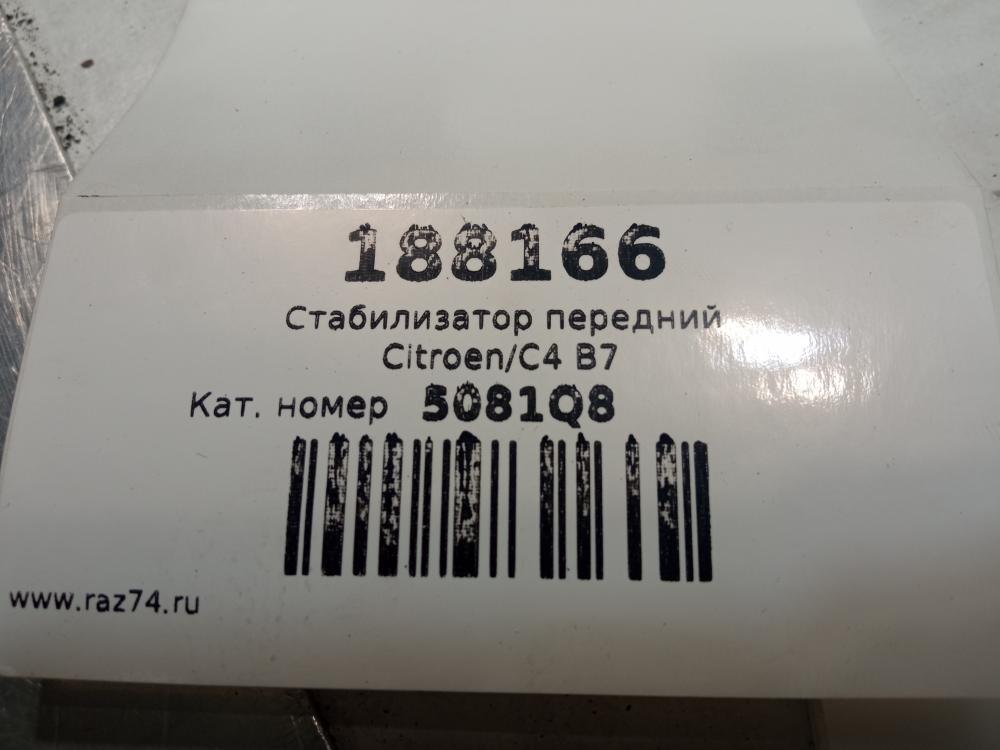 188166
Стабилизатор передний
Citroen/C4 B7
Кат. номер 5081Q8
www.raz74.ru